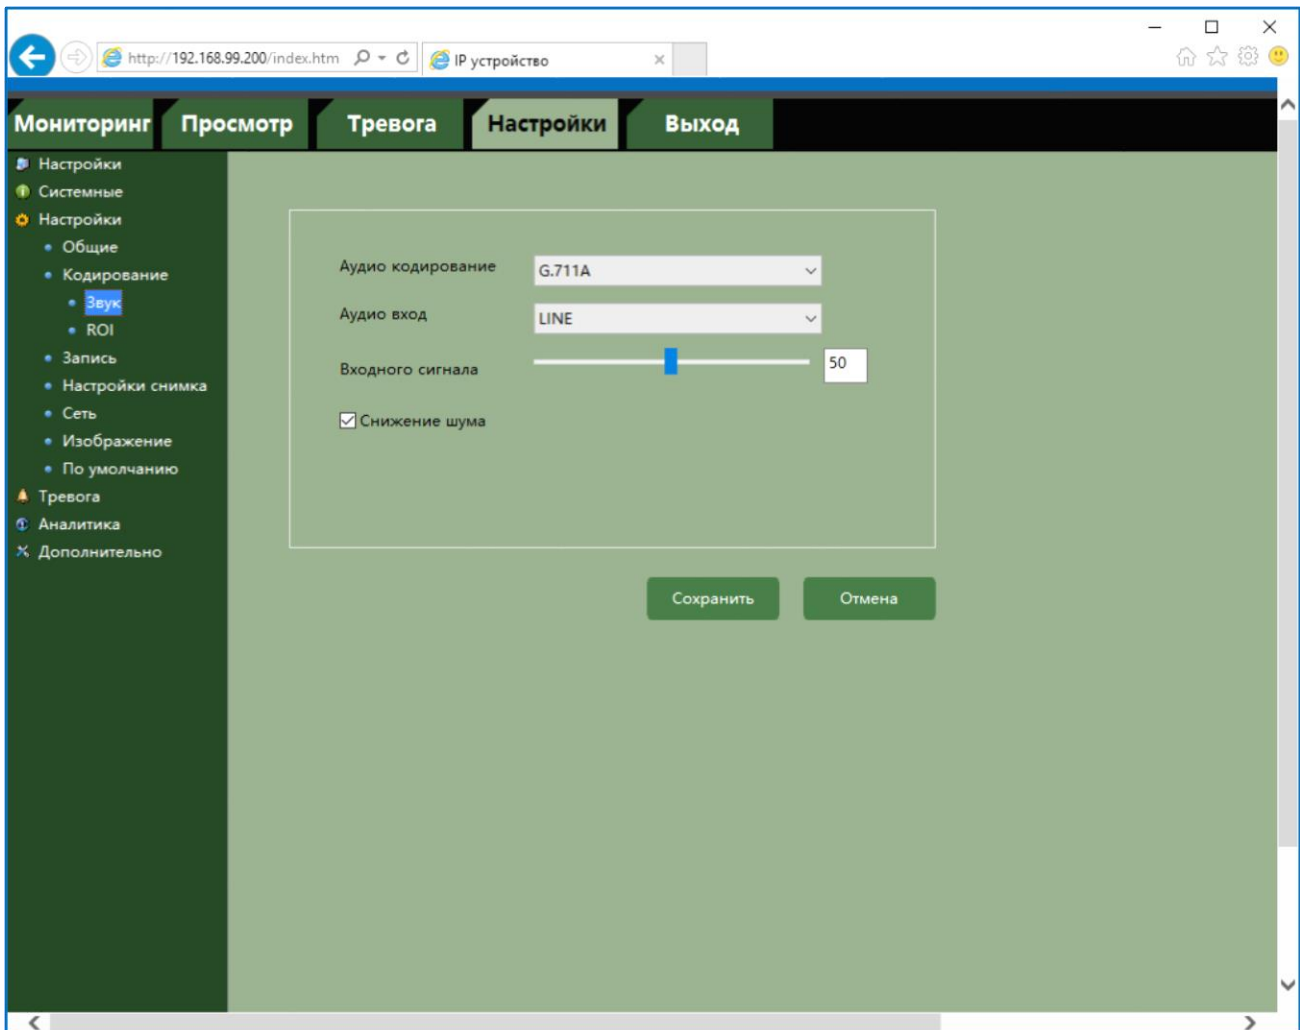 http://192.168.99.200/index.htm
IP устройство
Мониторинг Просмотр Тревога Настройки Выход
Настройки
Системные
Настройки
Общие
Кодирование
Звук
ROI
Запись
Настройки снимка
Сеть
Изображение
По умолчанию
Тревога
Аналитика
Дополнительно
Аудио кодирование G.711A
Аудио вход LINE
Входного сигнала 50
Снижение шума
Сохранить Отмена